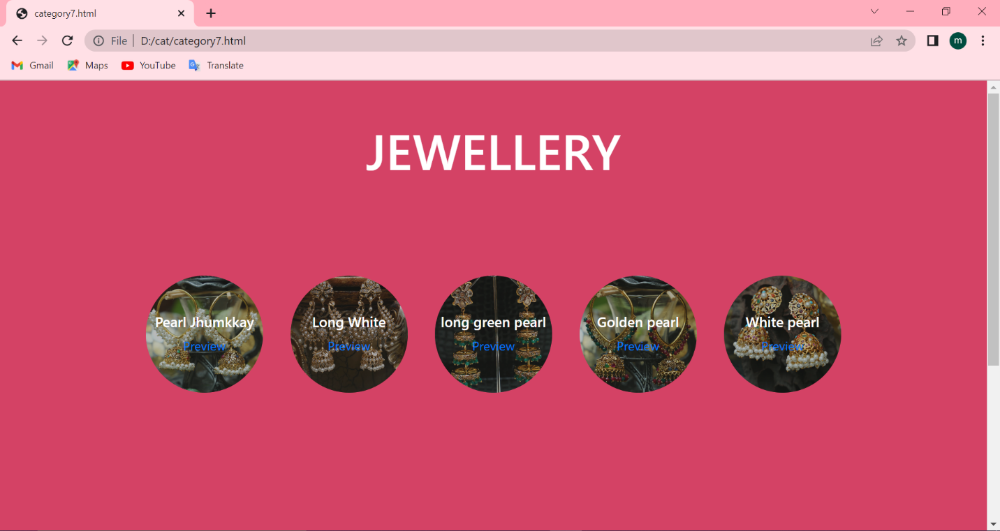 category7.html
File | D:/cat/category7.html
m
Gmail Maps YouTube Translate
JEWELLERY
Pearl Jhumkkay
Preview
Long White
Preview
long green pearl
Preview
Golden pearl
Preview
White pearl
Preview